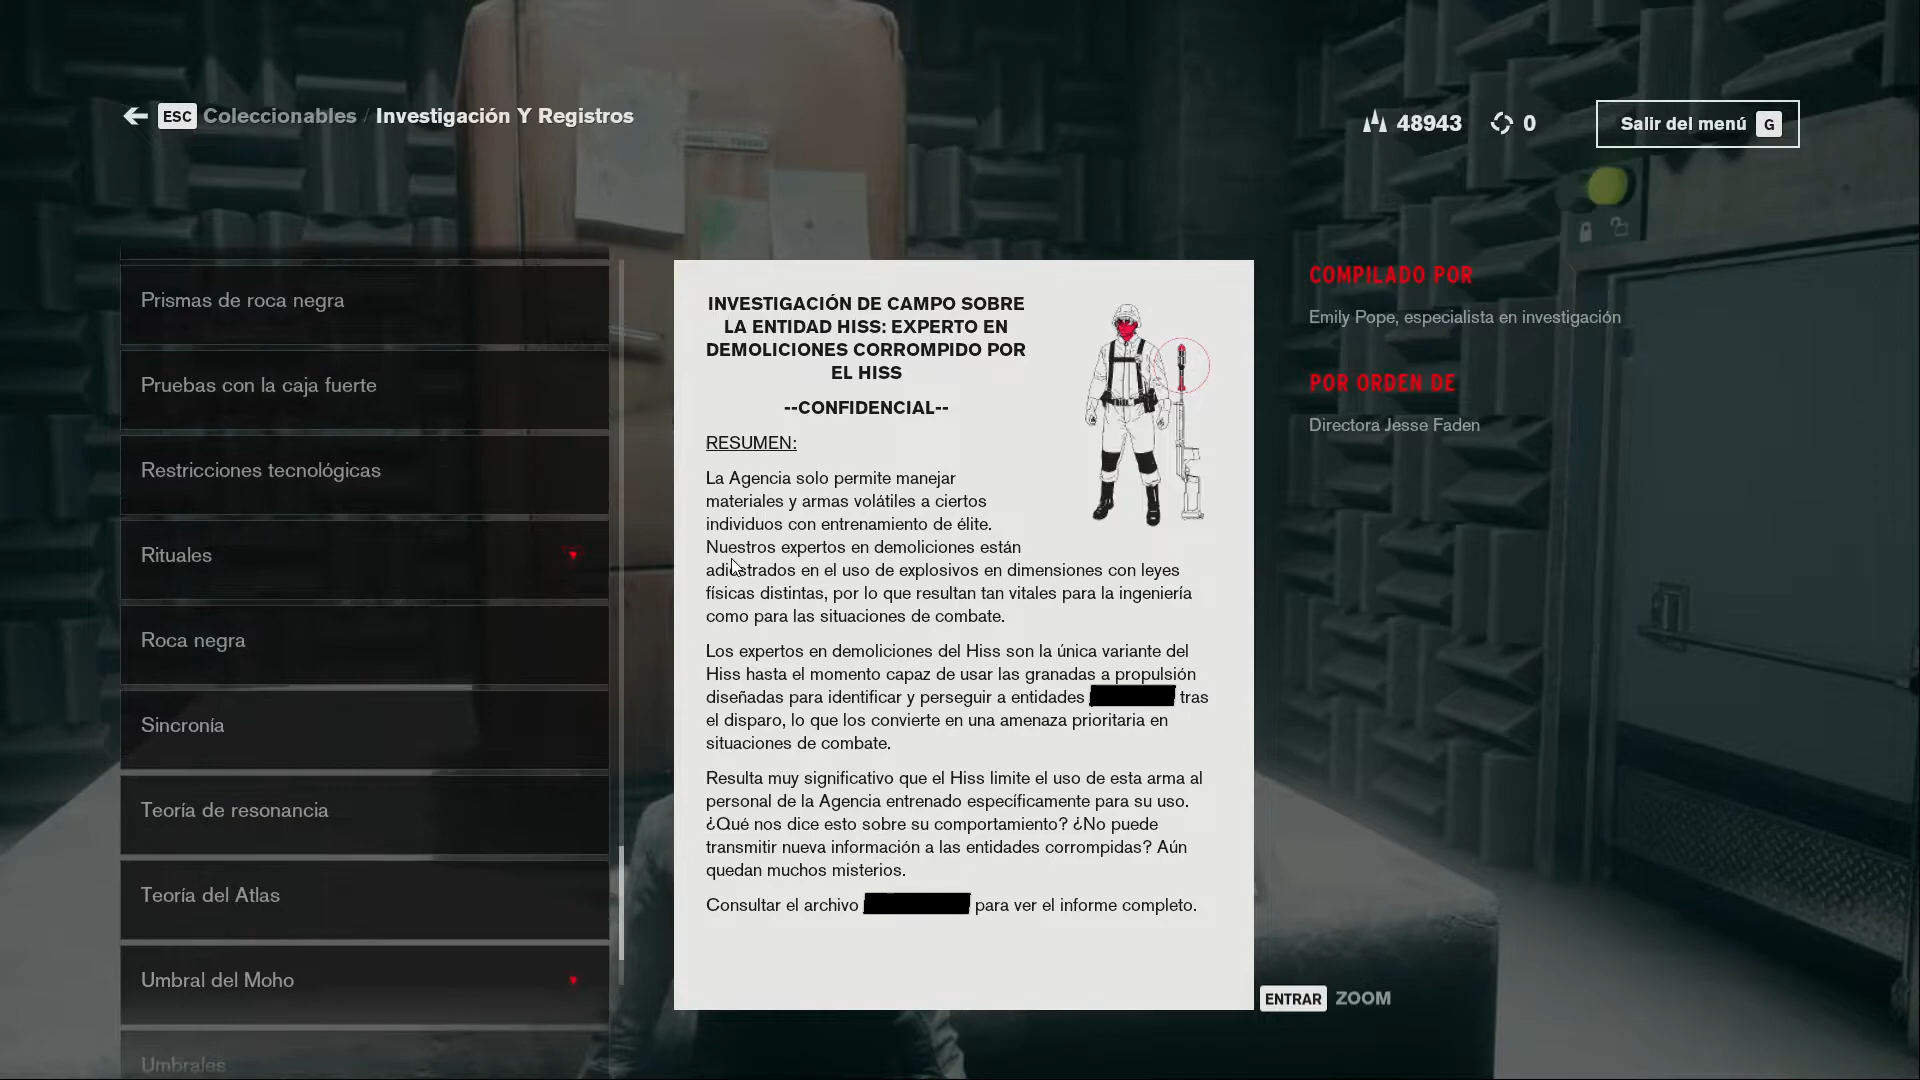 ESC Coleccionables / Investigación Y Registros
48943
0
Salir del menú G
Prismas de roca negra
Pruebas con la caja fuerte
Restricciones tecnológicas
Rituales
Roca negra
Sincronía
Teoría de resonancia
Teoría del Atlas
Umbral del Moho
Umbrales
INVESTIGACIÓN DE CAMPO SOBRE
LA ENTIDAD HISS: EXPERTO EN
DEMOLICIONES CORROMPIDO POR
EL HISS
--CONFIDENCIAL--
RESUMEN:
La Agencia solo permite manejar
materiales y armas volátiles a ciertos
individuos con entrenamiento de élite.
Nuestros expertos en demoliciones están
adiestrados en el uso de explosivos en dimensiones con leyes
físicas distintas, por lo que resultan tan vitales para la ingeniería
como para las situaciones de combate.
Los expertos en demoliciones del Hiss son la única variante del
Hiss hasta el momento capaz de usar las granadas a propulsión
diseñadas para identificar y perseguir a entidades tras
el disparo, lo que los convierte en una amenaza prioritaria en
situaciones de combate.
Resulta muy significativo que el Hiss limite el uso de esta arma al
personal de la Agencia entrenado específicamente para su uso.
¿Qué nos dice esto sobre su comportamiento? ¿No puede
transmitir nueva información a las entidades corrompidas? Aún
quedan muchos misterios.
Consultar el archivo para ver el informe completo.
COMPILADO POR
Emily Pope, especialista en investigación
POR ORDEN DE
Directora Jesse Faden
ENTRAR ZOOM